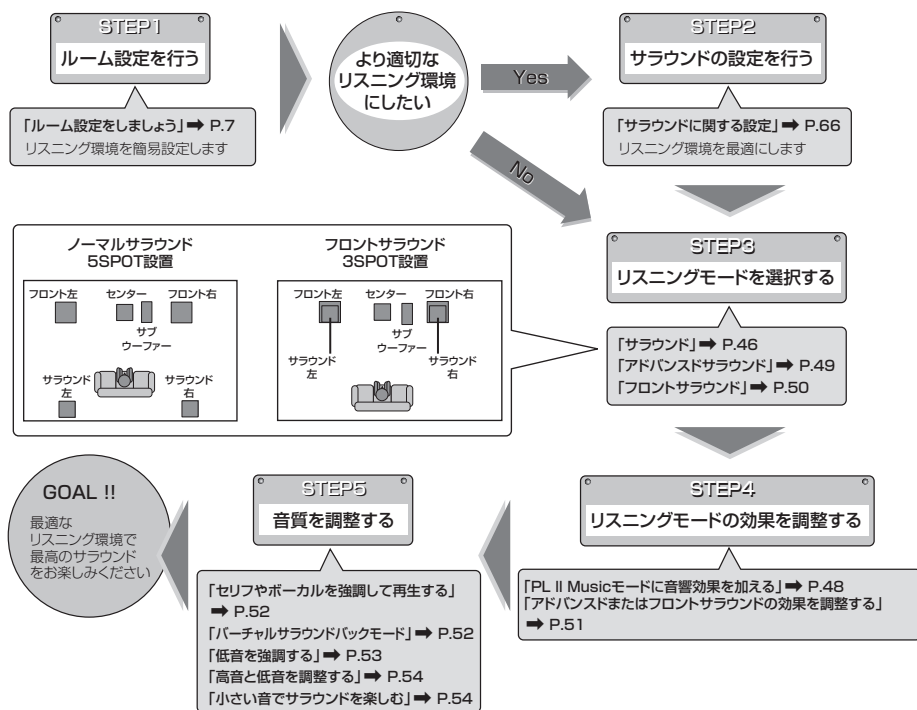 STEP1
ルーム設定を行う
「ルーム設定をしましょう」➡ P.7
リスニング環境を簡易設定します
より適切な
リスニング環境
にしたい
Yes
No
STEP2
サラウンドの設定を行う
「サラウンドに関する設定」➡ P.66
リスニング環境を最適にします
STEP3
リスニングモードを選択する
「サラウンド」➡ P.46
「アドバンスドサラウンド」➡ P.49
「フロントサラウンド」➡ P.50
ノーマルサラウンド
5SPOT設置
フロント左
センター
フロント右
サブ
ウーファー
サラウンド
左
サラウンド
右
フロントサラウンド
3SPOT設置
フロント左
センター
フロント右
サブ
ウーファー
サラウンド
左
サラウンド
右
STEP4
リスニングモードの効果を調整する
「PL II Musicモードに音響効果を加える」➡ P.48
「アドバンスドまたはフロントサラウンドの効果を調整する」
➡ P.51
STEP5
音質を調整する
「セリフやボーカルを強調して再生する」
➡ P.52
「バーチャルサラウンドバックモード」➡ P.52
「低音を強調する」➡ P.53
「高音と低音を調整する」➡ P.54
「小さい音でサラウンドを楽しむ」➡ P.54
GOAL !!
最適な
リスニング環境で
最高のサラウンド
をお楽しみください